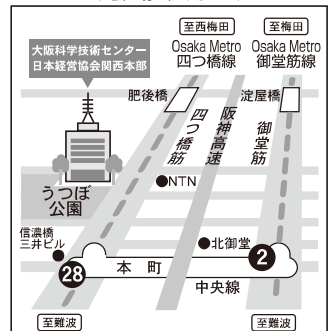 至西梅田
至梅田
大阪科学技術センター
日本経営協会関西本部
Osaka Metro
四つ橋線
Osaka Metro
御堂筋線
肥後橋
淀屋橋
四つ橋筋
阪神高速
御堂筋
NTN
うつぼ
公園
信濃橋
三井ビル
北御堂
28
本町
2
中央線
至難波
至難波